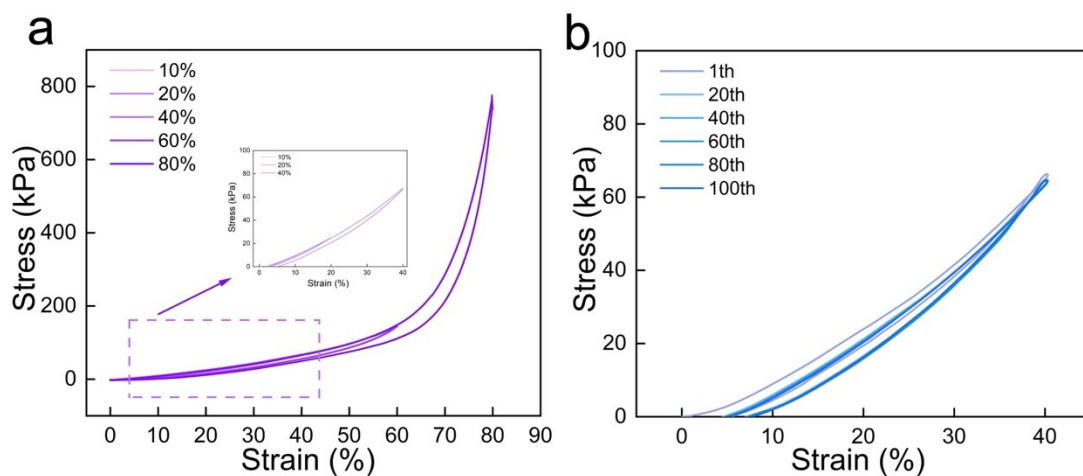 a
Stress (kPa)
800
600
400
200
0
10%
20%
40%
60%
80%
Stress (kPa)
100
80
60
40
20
0
10%
20%
40%
0 10 20 30 40
Strain (%)
0 10 20 30 40 50 60 70 80 90
Strain (%)
b
Stress (kPa)
100
80
60
40
20
0
1th
20th
40th
60th
80th
100th
0 10 20 30 40
Strain (%)